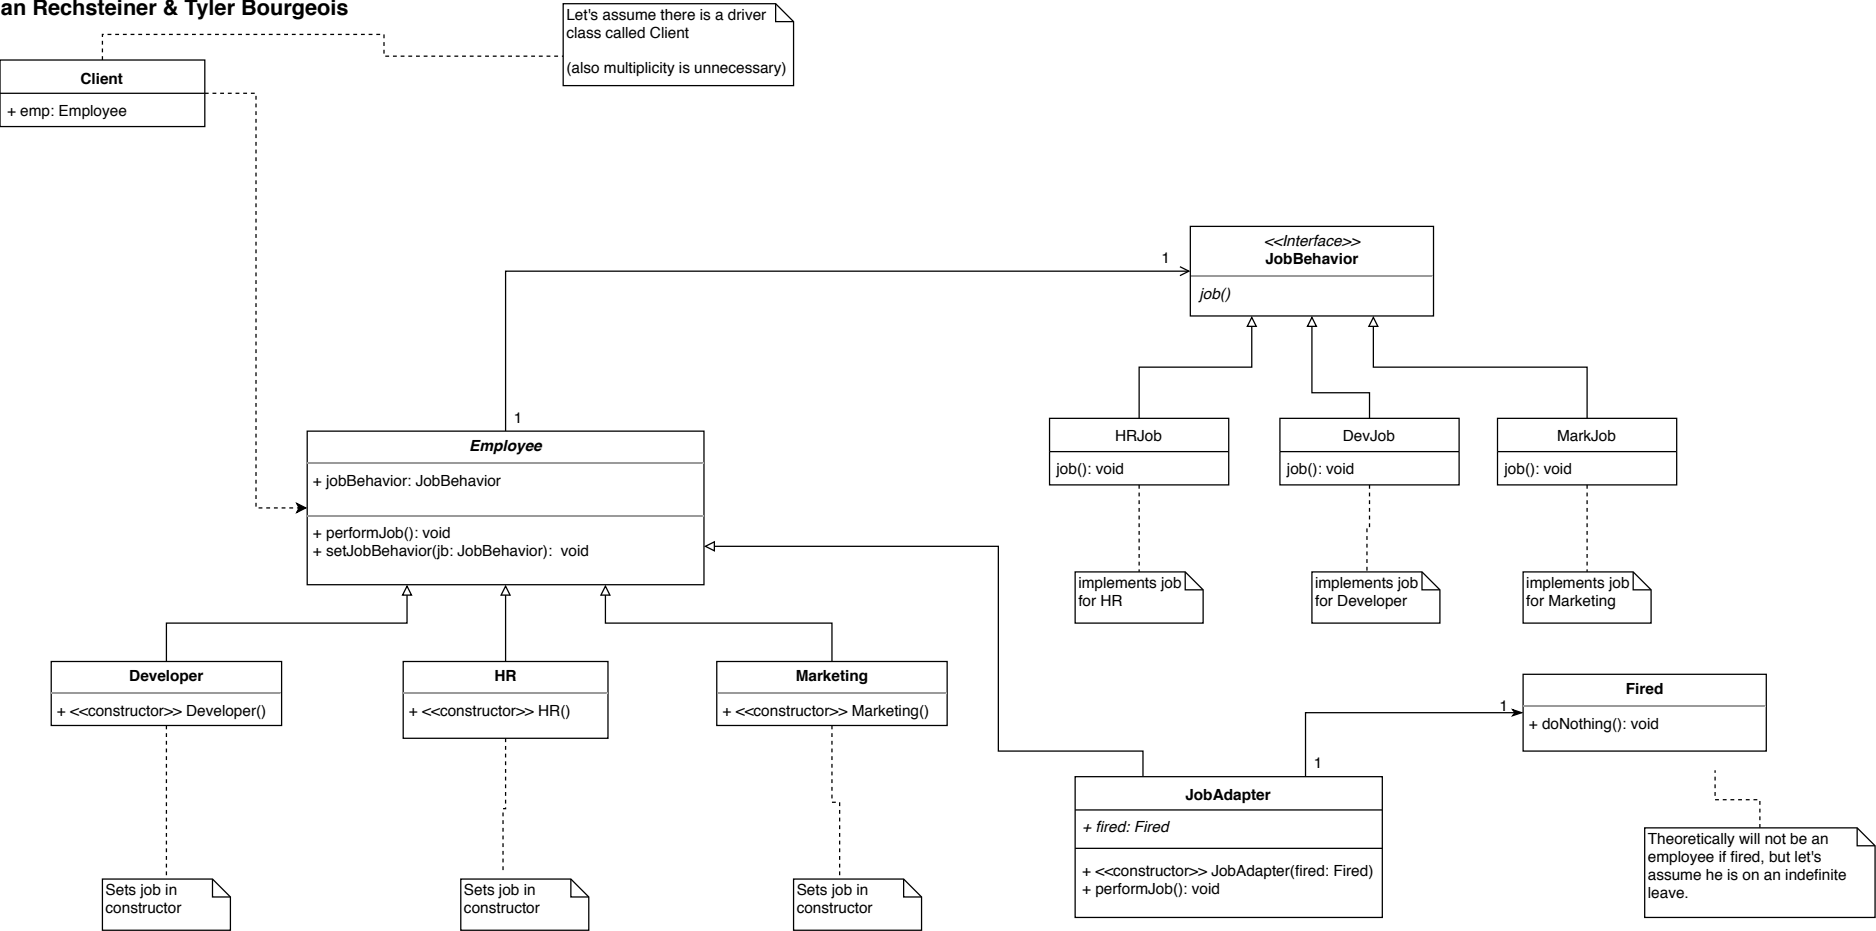 an Rechsteiner & Tyler Bourgeois
Let's assume there is a driver
class called Client
(also multiplicity is unnecessary)
Client
+ emp: Employee
<<Interface>>
JobBehavior
job()
1
1
Employee
+ jobBehavior: JobBehavior
+ performJob(): void
+ setJobBehavior(jb: JobBehavior):  void
HRJob
job(): void
DevJob
job(): void
MarkJob
job(): void
implements job
for HR
implements job
for Developer
implements job
for Marketing
Developer
+ <<constructor>> Developer()
HR
+ <<constructor>> HR()
Marketing
+ <<constructor>> Marketing()
Fired
+ doNothing(): void
1
1
JobAdapter
+ fired: Fired
+ <<constructor>> JobAdapter(fired: Fired)
+ performJob(): void
Theoretically will not be an
employee if fired, but let's
assume he is on an indefinite
leave.
Sets job in
constructor
Sets job in
constructor
Sets job in
constructor